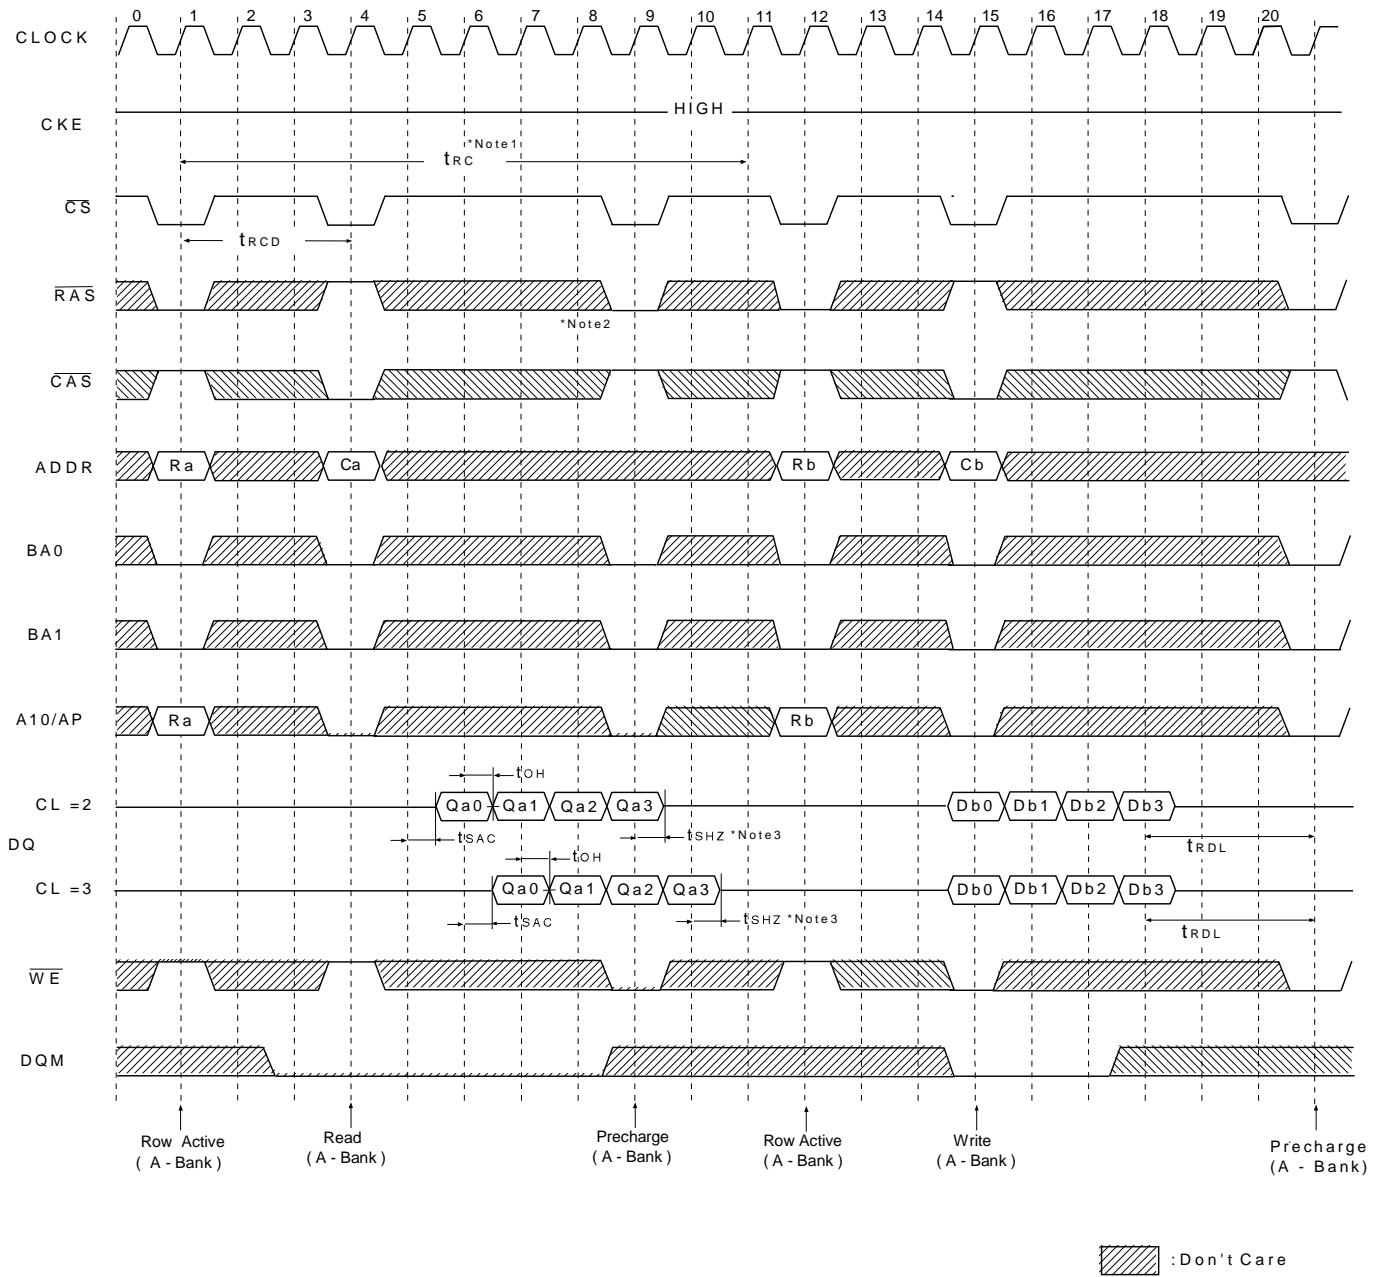 0 1 2 3 4 5 6 7 8 9 10 11 12 13 14 15 16 17 18 19 20
CLOCK
HIGH
CKE
tRC *Note1
CS
tRCD
RAS
*Note2
CAS
ADDR Ra Ca Rb Cb
BA0
BA1
A10/AP Ra Rb
tOH
CL =2 Qa0 Qa1 Qa2 Qa3 Db0 Db1 Db2 Db3
tSAC tSHZ *Note3 tRDL
DQ
tOH
CL =3 Qa0 Qa1 Qa2 Qa3 Db0 Db1 Db2 Db3
tSAC tSHZ *Note3 tRDL
WE
DQM
Row Active
( A - Bank )
Read
( A - Bank )
Precharge
( A - Bank )
Row Active
( A - Bank )
Write
( A - Bank )
Precharge
(A - Bank)
:Don't Care